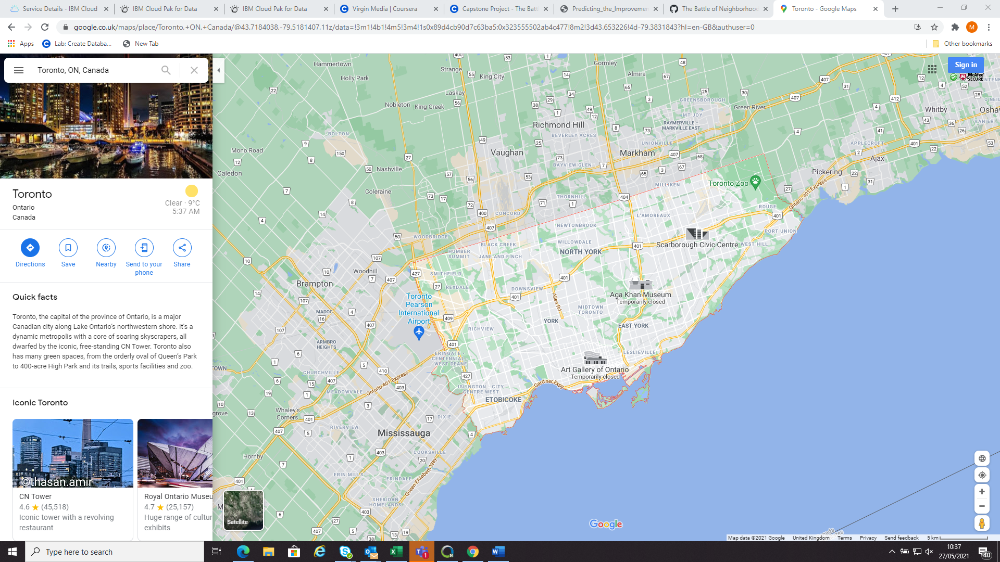 Service Details - IBM Cloud
IBM Cloud Pak for Data
IBM Cloud Pak for Data
Virgin Media | Coursera
Capstone Project - The Batt
Predicting_the_Improvemen
The Battle of Neighborhood
Toronto - Google Maps
google.co.uk/maps/place/Toronto,+ON,+Canada/@43.7184038,-79.5181407,11z/data=!3m1!4b1!4m5!3m4!1s0x89d4cb90d7c63ba5:0x323555502ab4c477!8m2!3d43.653226!4d-79.3831843?hl=en-GB&authuser=0
M
Apps
Lab: Create Databa...
New Tab
Other bookmarks
Toronto, ON, Canada
Toronto
Ontario
Canada
Clear · 9°C
5:37 AM
Directions
Save
Nearby
Send to your
phone
Share
Quick facts
Toronto, the capital of the province of Ontario, is a major
Canadian city along Lake Ontario's northwestern shore. It's a
dynamic metropolis with a core of soaring skyscrapers, all
dwarfed by the iconic, free-standing CN Tower. Toronto also
has many green spaces, from the orderly oval of Queen's Park
to 400-acre High Park and its trails, sports facilities and zoo.
Iconic Toronto
©thasan.amir
CN Tower
4.6 ★ (45,518)
Iconic tower with a revolving
restaurant
Royal Ontario Museu
4.7 ★ (25,157)
Huge range of cultur
exhibits
Hammertown
Holly Park
Strange
King City
Gormley
Almira
Laskay
Nobleton
King Creek
GREENSBOROUGH
Green River
Whitby
Osha
VANIER
MT JOY
RAYMERVILLE -
MARKVILLE EAST
Richmond Hill
BEVERLEY ACRES
BOLTON
UNIONVILLE
APPLECROFT
Mono Road
Vaughan
Markham
Ajax
Caledon
Nashville
BAYVIEW GLEN
Pickering
Toronto Zoo
MILLIKEN
Coleraine
THORNHILL
Ontario 401 Express
CONCORD
L'AMOREAUX
ROUGE
NEWTONBROOK
PORT UNION
WOODBRIDGE
BLACK CREEK
WILLOWDALE
Scarborough Civic Centre
WEST HILL
HUMBER
SUMMIT
JANE AND FINCH
NORTH YORK
Woodhill
SMITHFIELD
Brampton
REXDALE
DOWNSVIEW
Allen Rd
Aga Khan Museum
Temporarily closed
Toronto
Pearson
International
Airport
MADOC
MIDTOWN
TORONTO
YORK
EAST YORK
RICHVIEW
ARMBRO
HEIGHTS
ERINGATE -
CENTENNIAL -
WEST DEANE
LESLIEVILLE
Art Gallery of Ontario
Temporarily closed
TOWN
CHURCHVILLE
MEADOWVALE
Ontario 401 Express
ISLINGTON - CITY
CENTRE WEST
Gardiner Expy
ETOBICOKE
Whaley's
Corners
grove
DIXIE
RIVERVIEW
Mississauga
COOKSVILLE
Hornby
ERIN MILLS
ERINDALE
Queen Elizabeth Way
SHERIDAN
HOMELANDS
Satellite
Google
Sign in
McAfee
SECURE
Map data ©2021 Google
United Kingdom
Terms
Privacy
Send feedback
5 km
Type here to search
10:37
27/05/2021
40